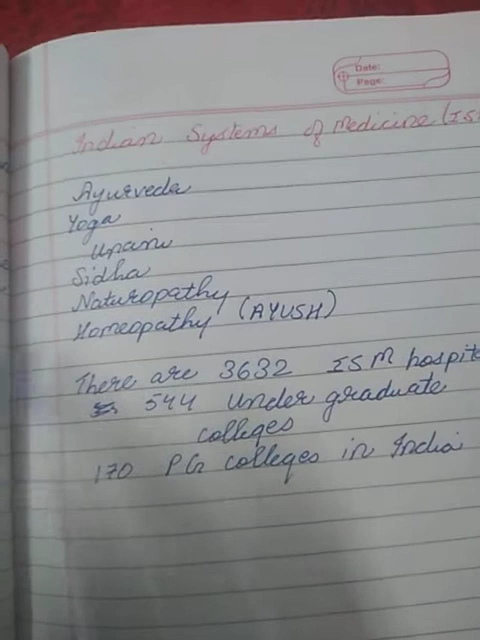 Date:
Page:
Indian Systems of Medicine (IS
Ayurveda
Yoga
Unani
Sidha
Naturopathy
Homeopathy (AYUSH)
There are 3632 ISM hospita
544 Under graduate
colleges
170 PG colleges in India